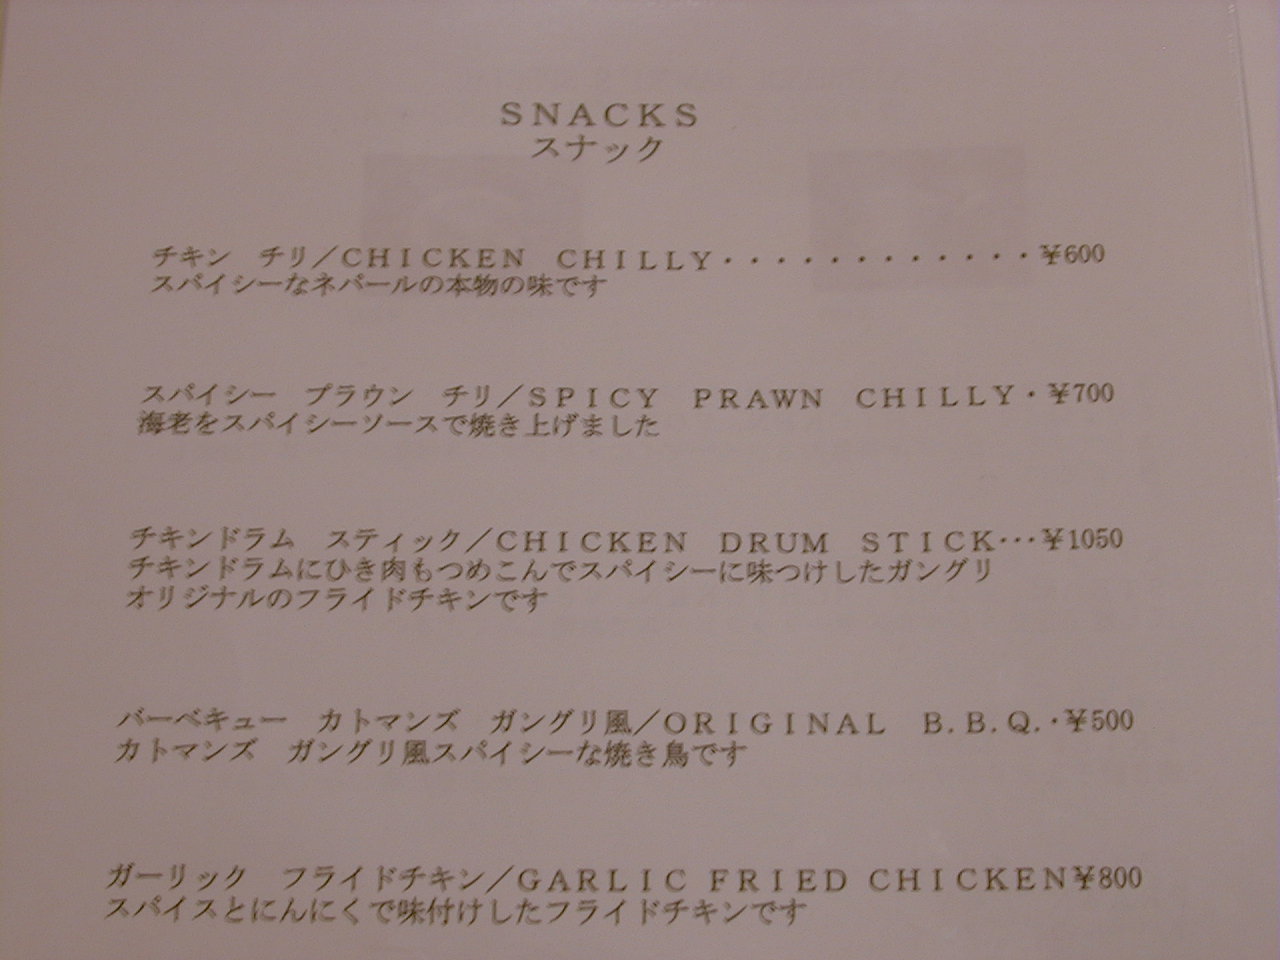 ＳＮＡＣＫＳ
スナック
チキン　チリ／ＣＨＩＣＫＥＮ　ＣＨＩＬＬＹ・・・・・・・・・・・・¥600
スパイシーなネパールの本物の味です
スパイシー　プラウン　チリ／ＳＰＩＣＹ　ＰＲＡＷＮ　ＣＨＩＬＬＹ・¥700
海老をスパイシーソースで焼き上げました
チキンドラム　スティック／ＣＨＩＣＫＥＮ　ＤＲＵＭ　ＳＴＩＣＫ…¥1050
チキンドラムにひき肉もつめこんでスパイシーに味つけしたガングリ
オリジナルのフライドチキンです
バーベキュー　カトマンズ　ガングリ風／ＯＲＩＧＩＮＡＬ　Ｂ.Ｂ.Ｑ.・¥500
カトマンズ　ガングリ風スパイシーな焼き鳥です
ガーリック　フライドチキン／ＧＡＲＬＩＣ ＦＲＩＥＤ ＣＨＩＣＫＥＮ¥800
スパイスとにんにくで味付けしたフライドチキンです